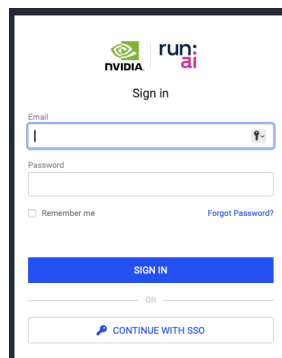 NVIDIA
run:
ai
Sign in
Email
Password
Remember me
Forgot Password?
SIGN IN
OR
CONTINUE WITH SSO